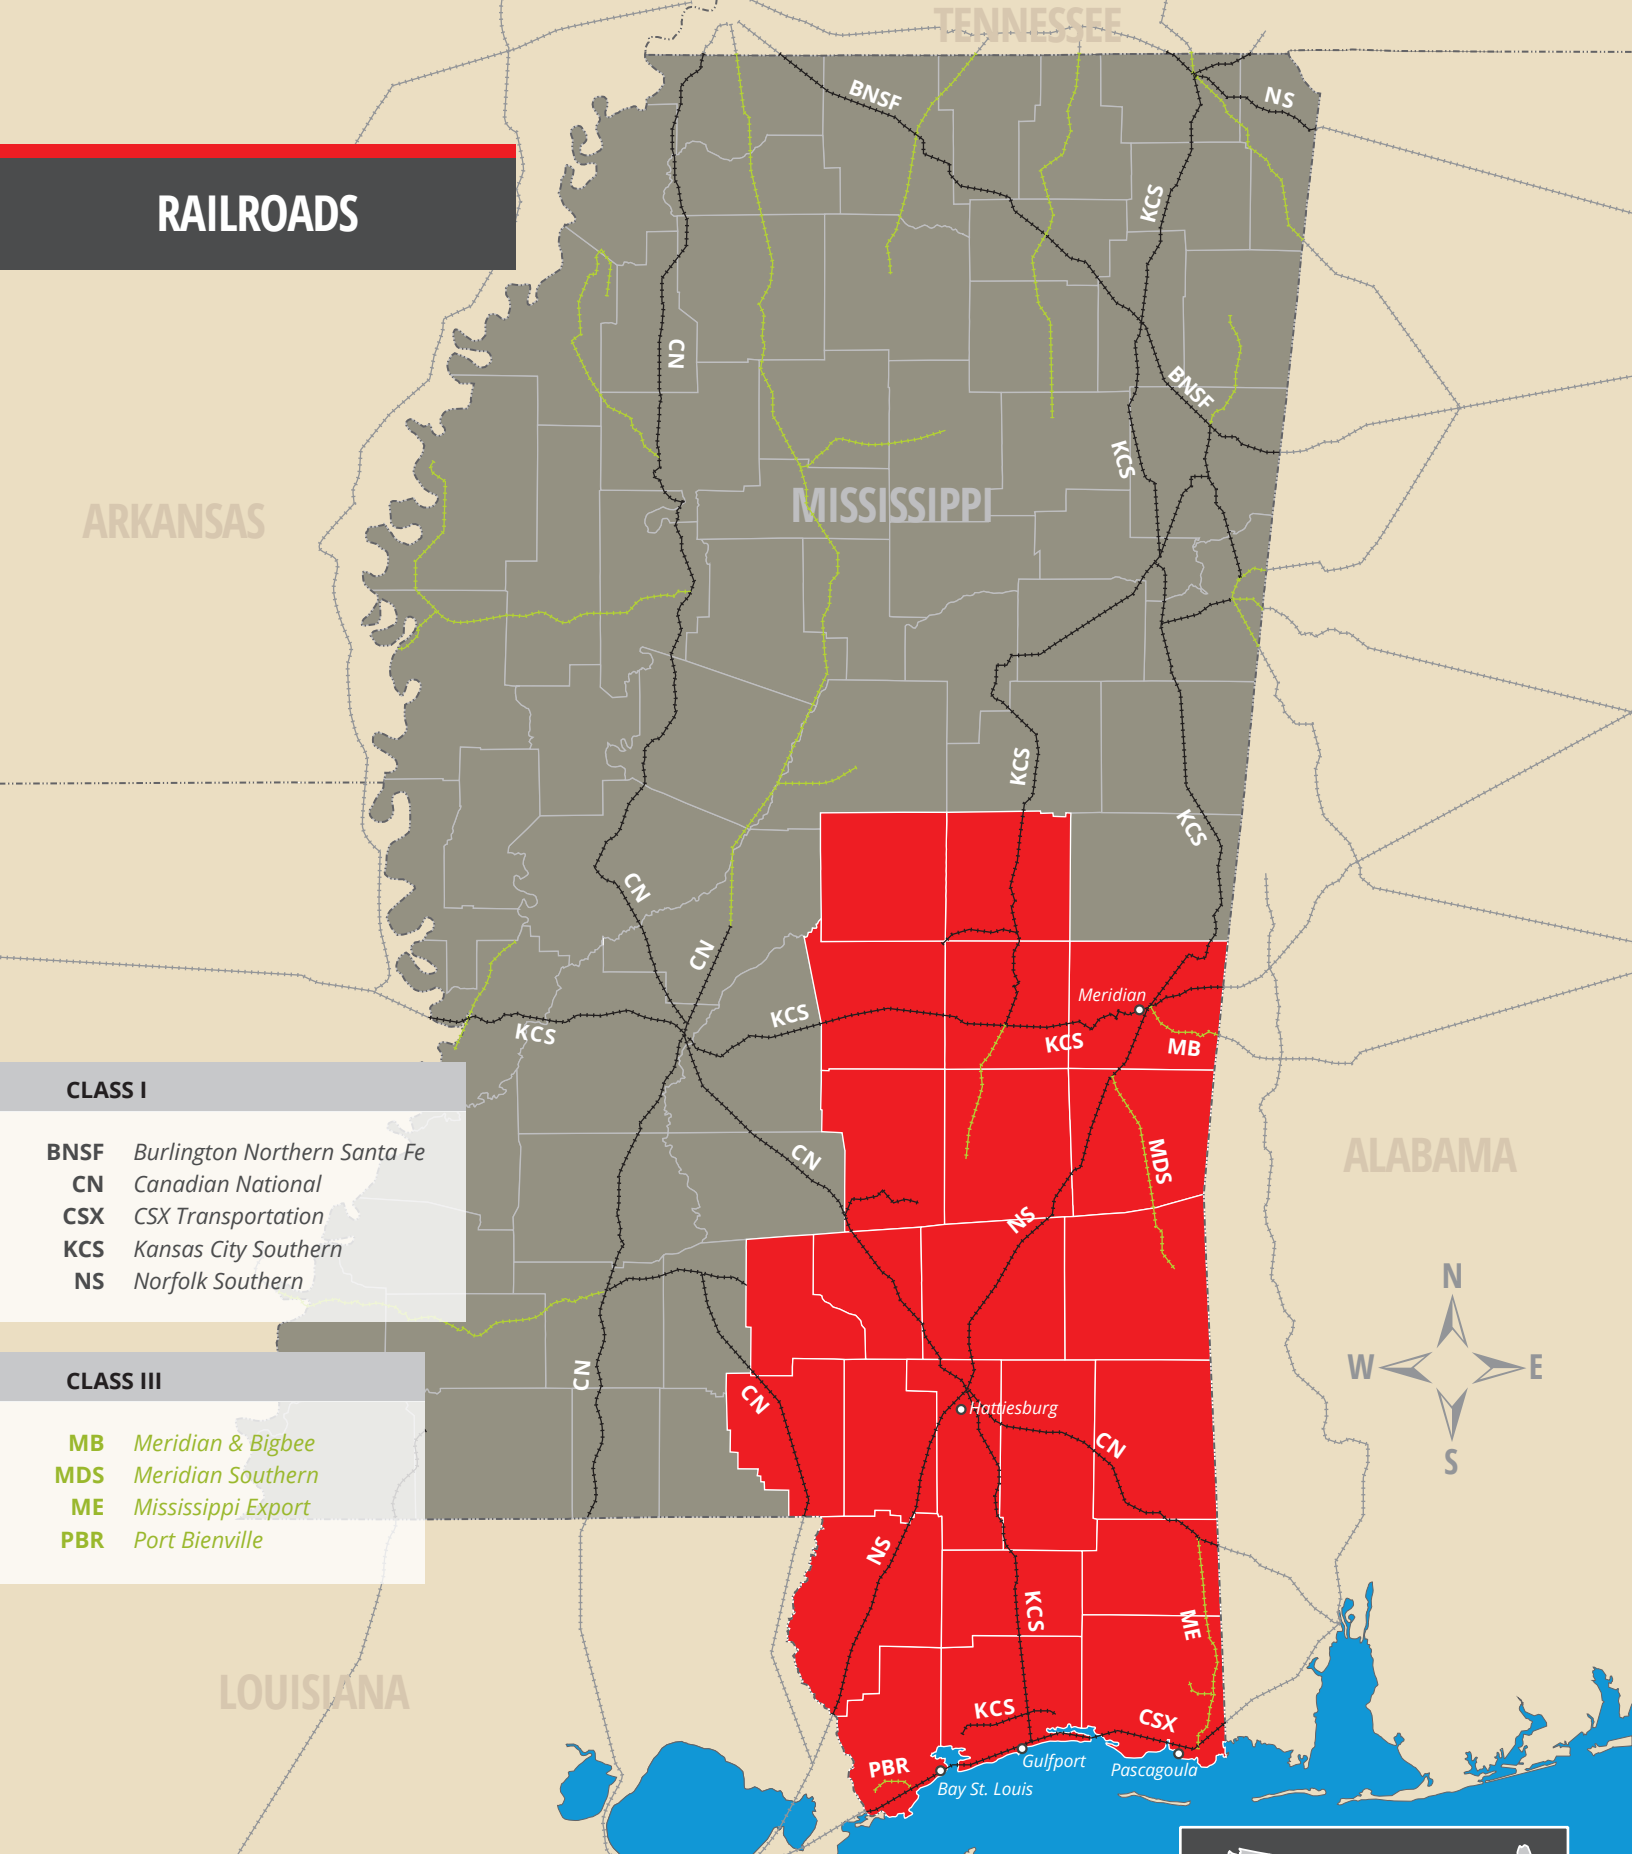 TENNESSEE
BNSF
NS
RAILROADS
KCS
CN
BNSF
KCS
ARKANSAS
MISSISSIPPI
KCS
KCS
CN
CN
Meridian
KCS
KCS
KCS
MB
CLASS I
BNSF Burlington Northern Santa Fe
CN Canadian National
CSX CSX Transportation
KCS Kansas City Southern
NS Norfolk Southern
CN
MDS
ALABAMA
NS
N
W E
S
CLASS III
MB Meridian & Bigbee
MDS Meridian Southern
ME Mississippi Export
PBR Port Bienville
CN
CN
Hattiesburg
CN
NS
KCS
ME
LOUISIANA
KCS
CSX
PBR
Gulfport
Pascagoula
Bay St. Louis